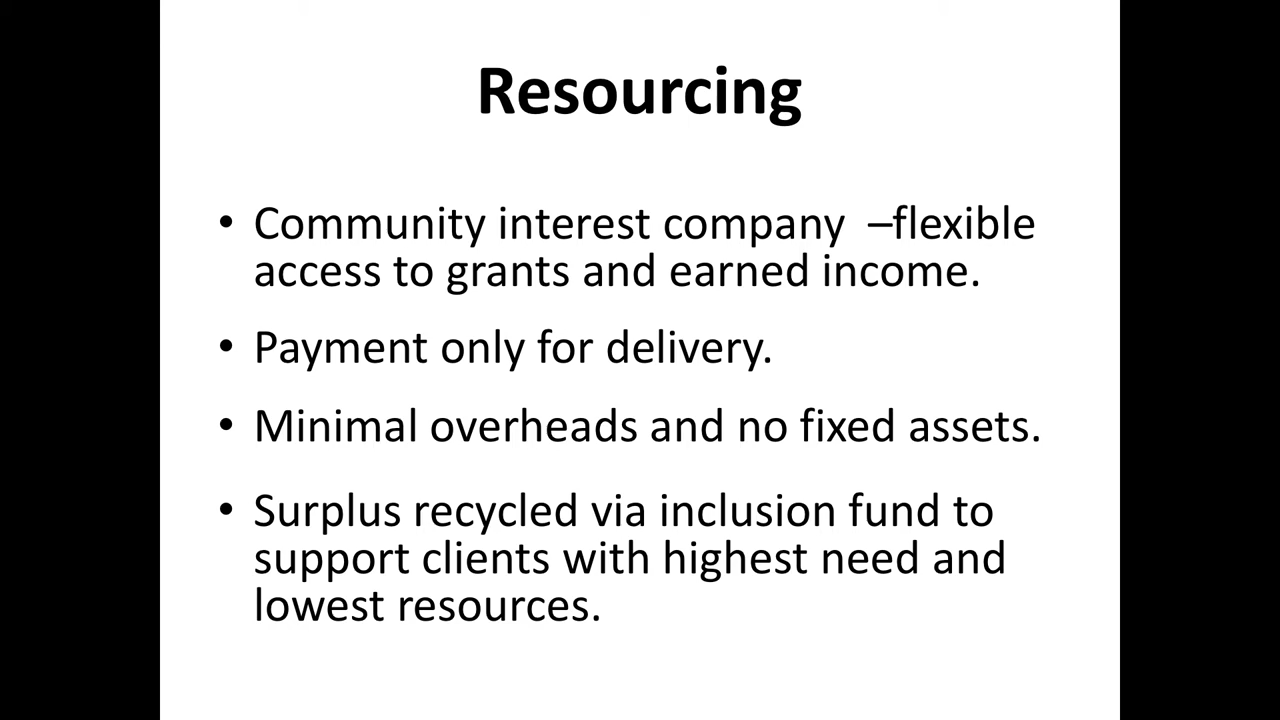 Resourcing
• Community interest company  –flexible
access to grants and earned income.
• Payment only for delivery.
• Minimal overheads and no fixed assets.
• Surplus recycled via inclusion fund to
support clients with highest need and
lowest resources.